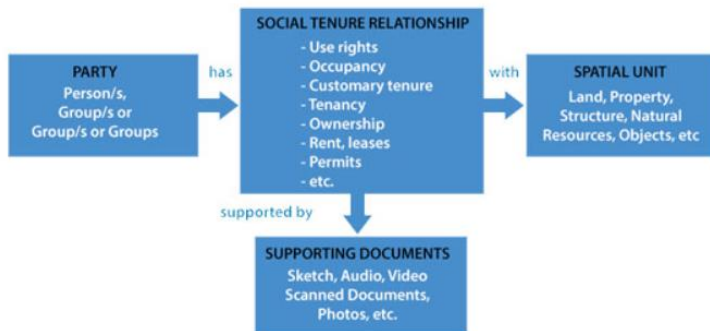 SOCIAL TENURE RELATIONSHIP
- Use rights
- Occupancy
- Customary tenure
- Tenancy
- Ownership
- Rent, leases
- Permits
- etc.
PARTY
Person/s,
Group/s or
Group/s or Groups
has
with
SPATIAL UNIT
Land, Property,
Structure, Natural
Resources, Objects, etc
supported by
SUPPORTING DOCUMENTS
Sketch, Audio, Video
Scanned Documents,
Photos, etc.